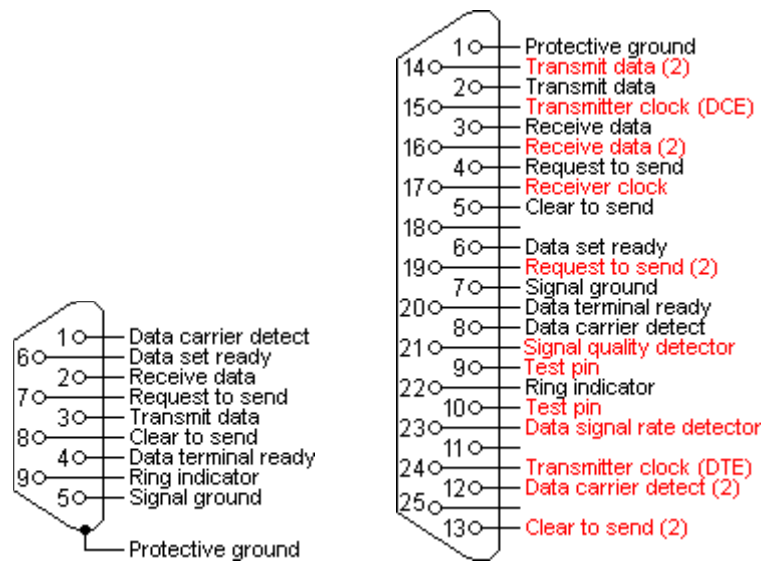 1 Data carrier detect
6 Data set ready
2 Receive data
7 Request to send
3 Transmit data
8 Clear to send
4 Data terminal ready
9 Ring indicator
5 Signal ground
Protective ground
1 Protective ground
14 Transmit data (2)
2 Transmit data
15 Transmitter clock (DCE)
3 Receive data
16 Receive data (2)
4 Request to send
17 Receiver clock
5 Clear to send
18
6 Data set ready
19 Request to send (2)
7 Signal ground
20 Data terminal ready
8 Data carrier detect
21 Signal quality detector
9 Test pin
22 Ring indicator
10 Test pin
23 Data signal rate detector
11
24 Transmitter clock (DTE)
12 Data carrier detect (2)
25
13 Clear to send (2)